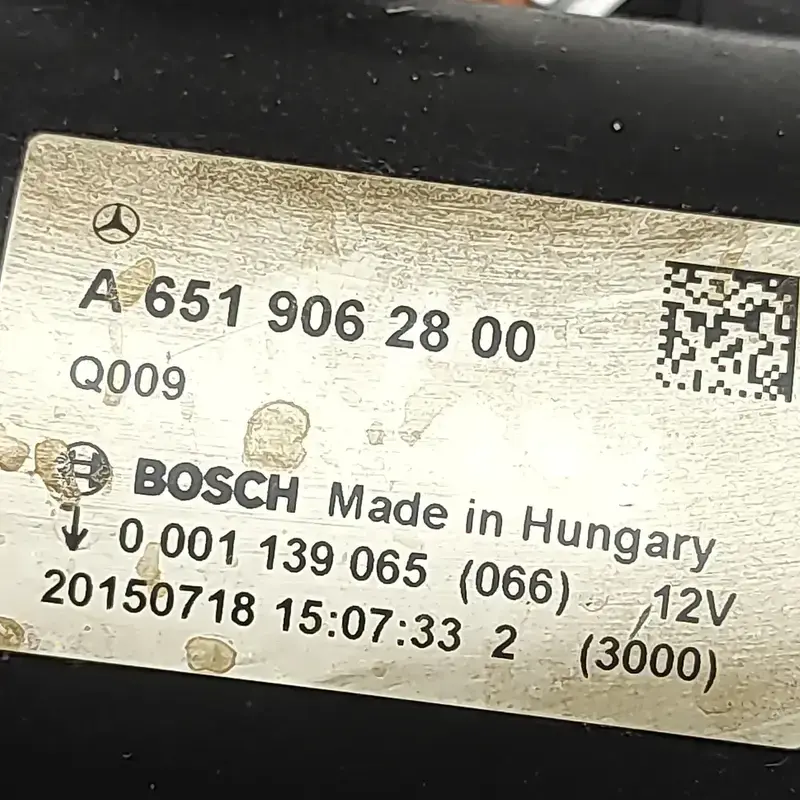 A 651 906 28 00
Q009
BOSCH Made in Hungary
↓ 0 001 139 065 (066) 12V
20150718 15:07:33 2 (3000)